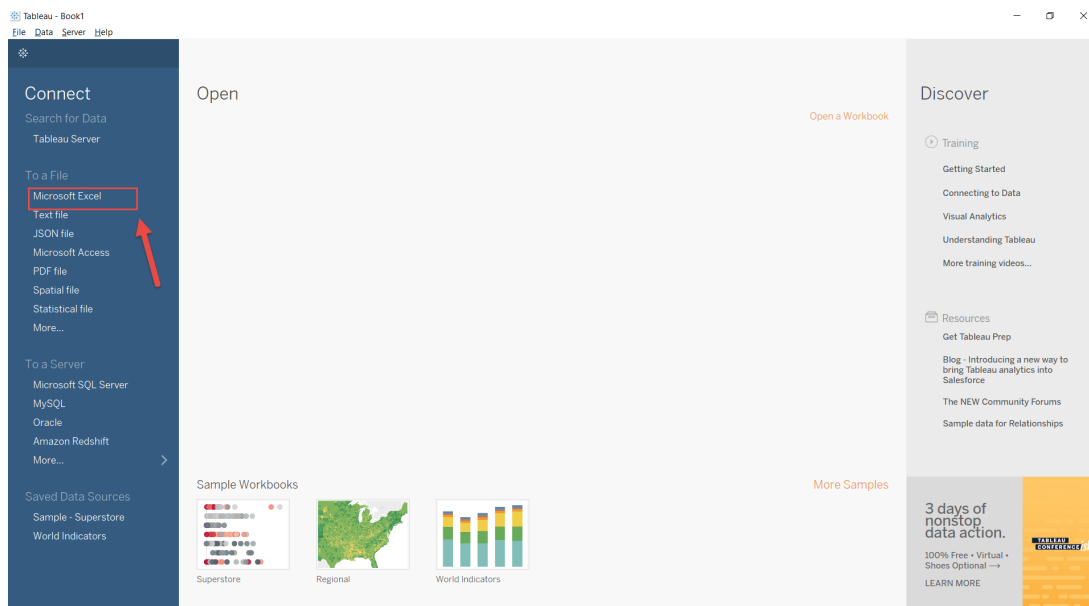 Tableau - Book1
File Data Server Help
Connect
Search for Data
Tableau Server
To a File
Microsoft Excel
Text file
JSON file
Microsoft Access
PDF file
Spatial file
Statistical file
More...
To a Server
Microsoft SQL Server
MySQL
Oracle
Amazon Redshift
More...
Saved Data Sources
Sample - Superstore
World Indicators
Open
Open a Workbook
Sample Workbooks
More Samples
Superstore
Regional
World Indicators
Discover
Training
Getting Started
Connecting to Data
Visual Analytics
Understanding Tableau
More training videos...
Resources
Get Tableau Prep
Blog - Introducing a new way to
bring Tableau analytics into
Salesforce
The NEW Community Forums
Sample data for Relationships
3 days of
nonstop
data action.
100% Free • Virtual •
Shoes Optional →
LEARN MORE
TABLEAU
CONFERENCE